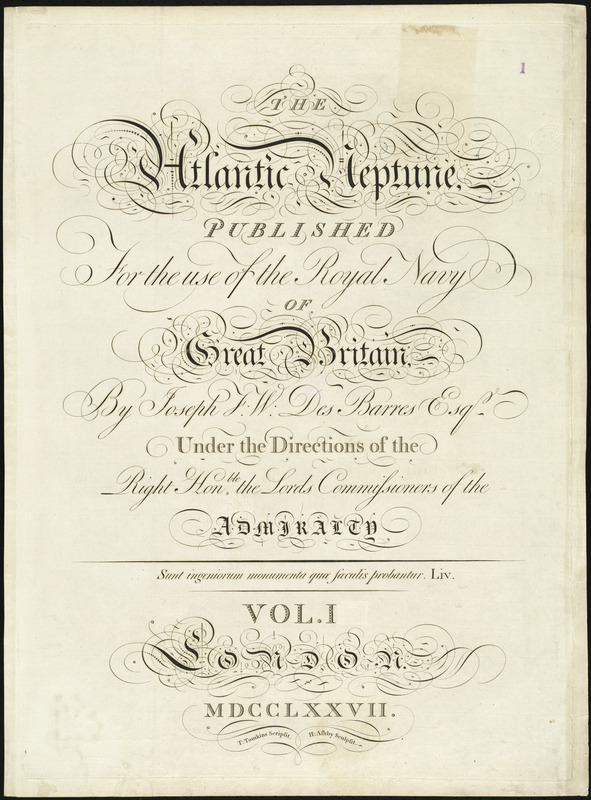 1
THE
Atlantic Neptune,
PUBLISHED
For the use of the Royal Navy
OF
Great Britain,
By Joseph F: W: Des Barres Esqr.
Under the Directions of the
Right Honble. the Lords Commiſsioners of the
ADMIRALTY
Sunt ingeniorum monumenta quæ ſæculis probantur. LIV.
VOL. I
LONDON.
MDCCLXXVII.
T: Tomkins Scripſit. H: Aſhby Sculpſit.